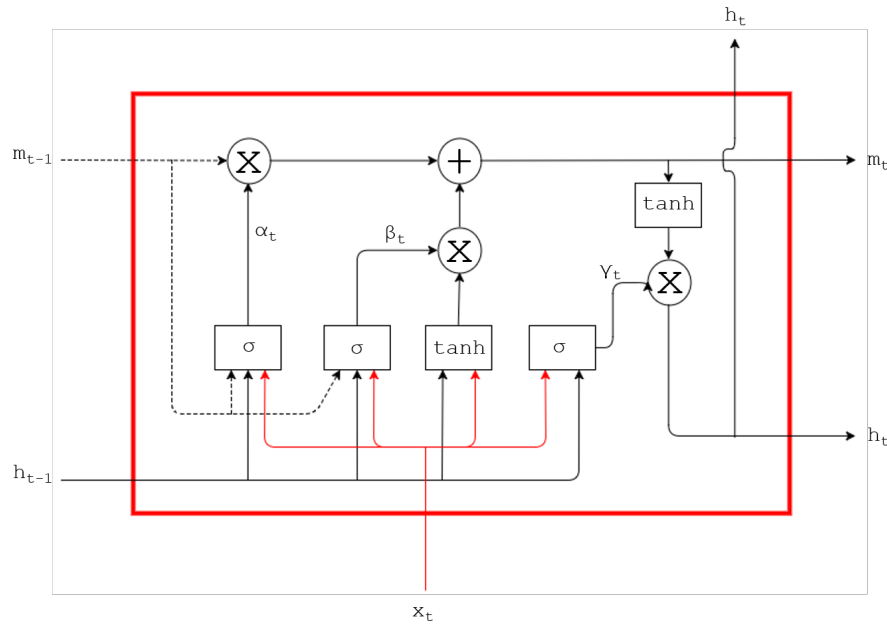 h_t
m_{t-1}
X
+
m_t
tanh
α_t
β_t
X
γ_t
X
σ
σ
tanh
σ
h_t
h_{t-1}
x_t